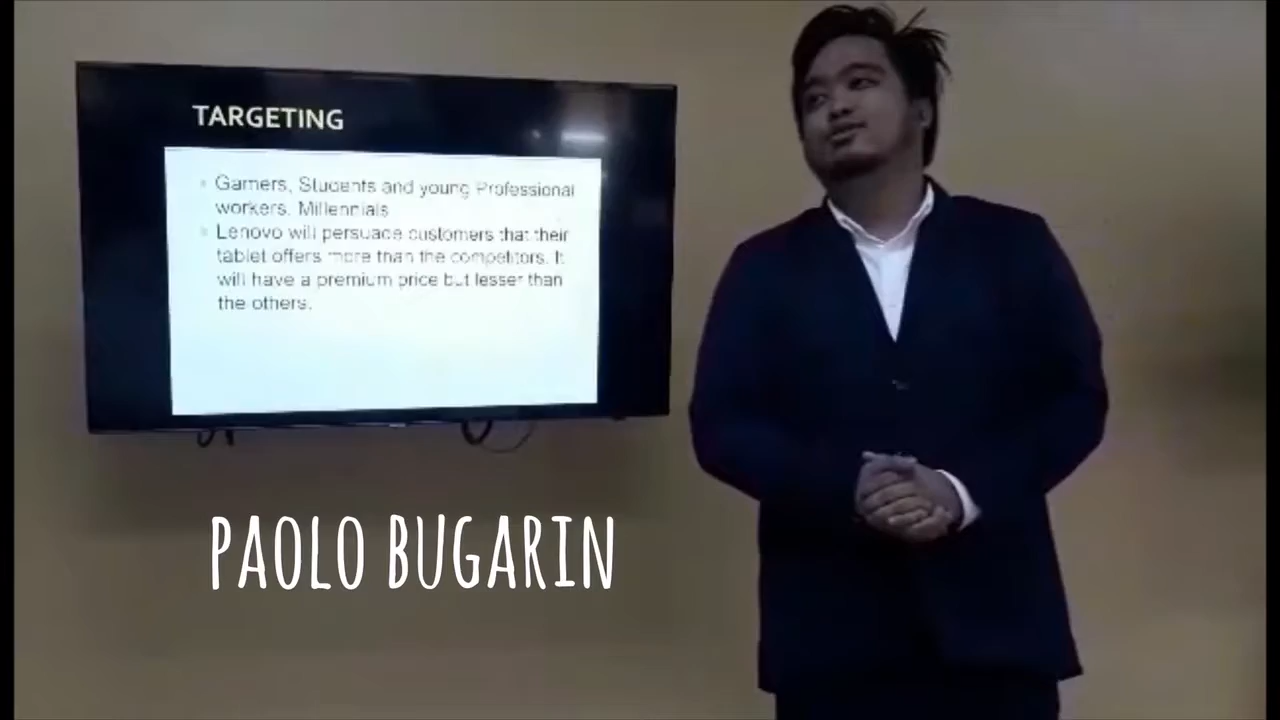 TARGETING
Gamers, Students and young Professional
workers. Millennials
Lenovo will persuade customers that their
tablet offers more than the competitors. It
will have a premium price but lesser than
the others.
PAOLO BUGARIN